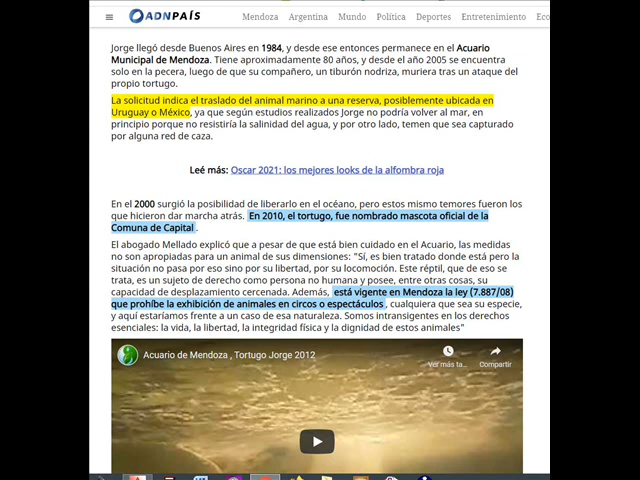 ADNPAÍS
Mendoza Argentina Mundo Política Deportes Entretenimiento Eco
Jorge llegó desde Buenos Aires en 1984, y desde ese entonces permanece en el Acuario
Municipal de Mendoza. Tiene aproximadamente 80 años, y desde el año 2005 se encuentra
solo en la pecera, luego de que su compañero, un tiburón nodriza, muriera tras un ataque del
propio tortugo.
La solicitud indica el traslado del animal marino a una reserva, posiblemente ubicada en
Uruguay o México, ya que según estudios realizados Jorge no podría volver al mar, en
principio porque no resistiría la salinidad del agua, y por otro lado, temen que sea capturado
por alguna red de caza.
Leé más: Oscar 2021: los mejores looks de la alfombra roja
En el 2000 surgió la posibilidad de liberarlo en el océano, pero estos mismo temores fueron los
que hicieron dar marcha atrás. En 2010, el tortugo, fue nombrado mascota oficial de la
Comuna de Capital .
El abogado Mellado explicó que a pesar de que está bien cuidado en el Acuario, las medidas
no son apropiadas para un animal de sus dimensiones: "Sí, es bien tratado donde está pero la
situación no pasa por eso sino por su libertad, por su locomoción. Este réptil, que de eso se
trata, es un sujeto de derecho como persona no humana y posee, entre otras cosas, su
capacidad de desplazamiento cercenada. Además, está vigente en Mendoza la ley (7.887/08)
que prohíbe la exhibición de animales en circos o espectáculos , cualquiera que sea su especie,
y aquí estaríamos frente a un caso de esa naturaleza. Somos intransigentes en los derechos
esenciales: la vida, la libertad, la integridad física y la dignidad de estos animales"
Acuario de Mendoza , Tortugo Jorge 2012
Ver más ta... Compartir